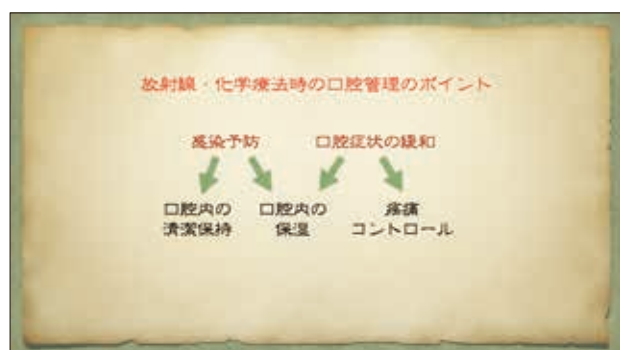 放射線・化学療法時の口腔管理のポイント
感染予防 口腔症状の緩和
口腔内の 口腔内の 疼痛
清潔保持 保湿 コントロール